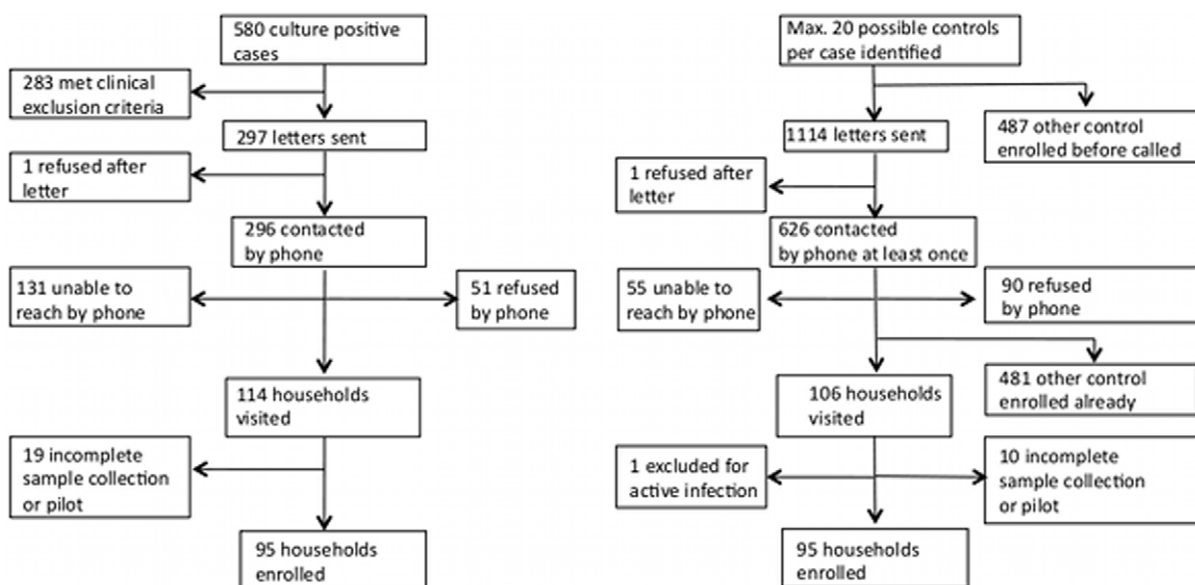 580 culture positive
cases
283 met clinical
exclusion criteria
297 letters sent
1 refused after
letter
296 contacted
by phone
131 unable to
reach by phone
51 refused
by phone
114 households
visited
19 incomplete
sample collection
or pilot
95 households
enrolled
Max. 20 possible controls
per case identified
487 other control
enrolled before called
1114 letters sent
1 refused after
letter
626 contacted
by phone at least once
55 unable to
reach by phone
90 refused
by phone
481 other control
enrolled already
106 households
visited
1 excluded for
active infection
10 incomplete
sample collection
or pilot
95 households
enrolled